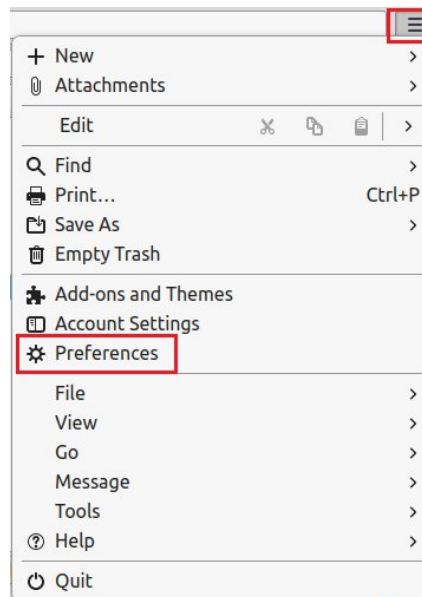 New
Attachments
Edit
Find
Print… Ctrl+P
Save As
Empty Trash
Add-ons and Themes
Account Settings
Preferences
File
View
Go
Message
Tools
Help
Quit